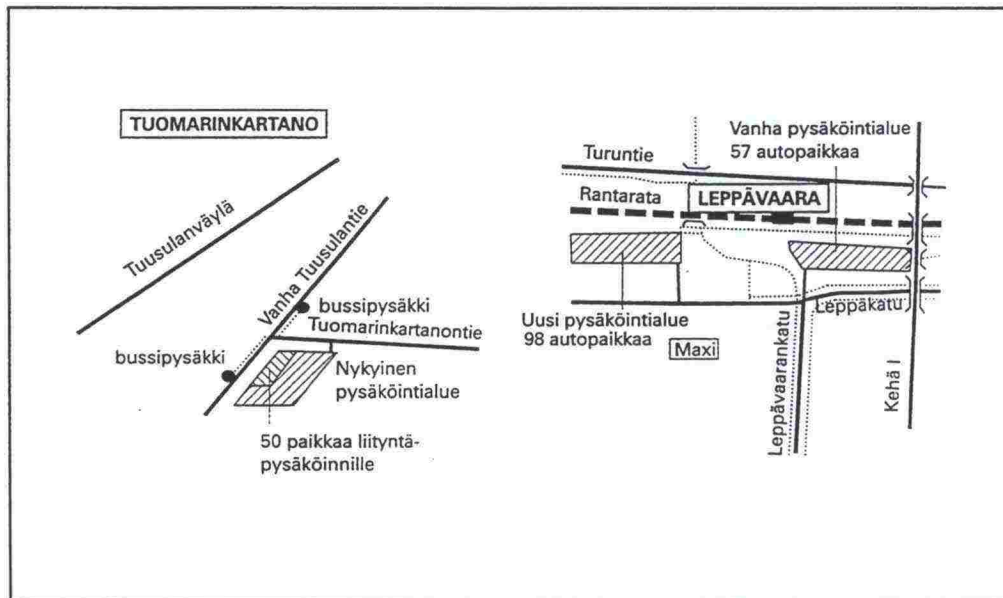 TUOMARINKARTANO
Tuusulanväylä
Vanha Tuusulantie
bussipysäkki
Tuomarinkartanontie
bussipysäkki
Nykyinen
pysäköintialue
50 paikkaa liityntä-
pysäköinnille
Vanha pysäköintialue
57 autopaikkaa
Turuntie
Rantarata
LEPPÄVAARA
Uusi pysäköintialue
98 autopaikkaa
Maxi
Leppävaarankatu
Leppäkatu
Kehä I